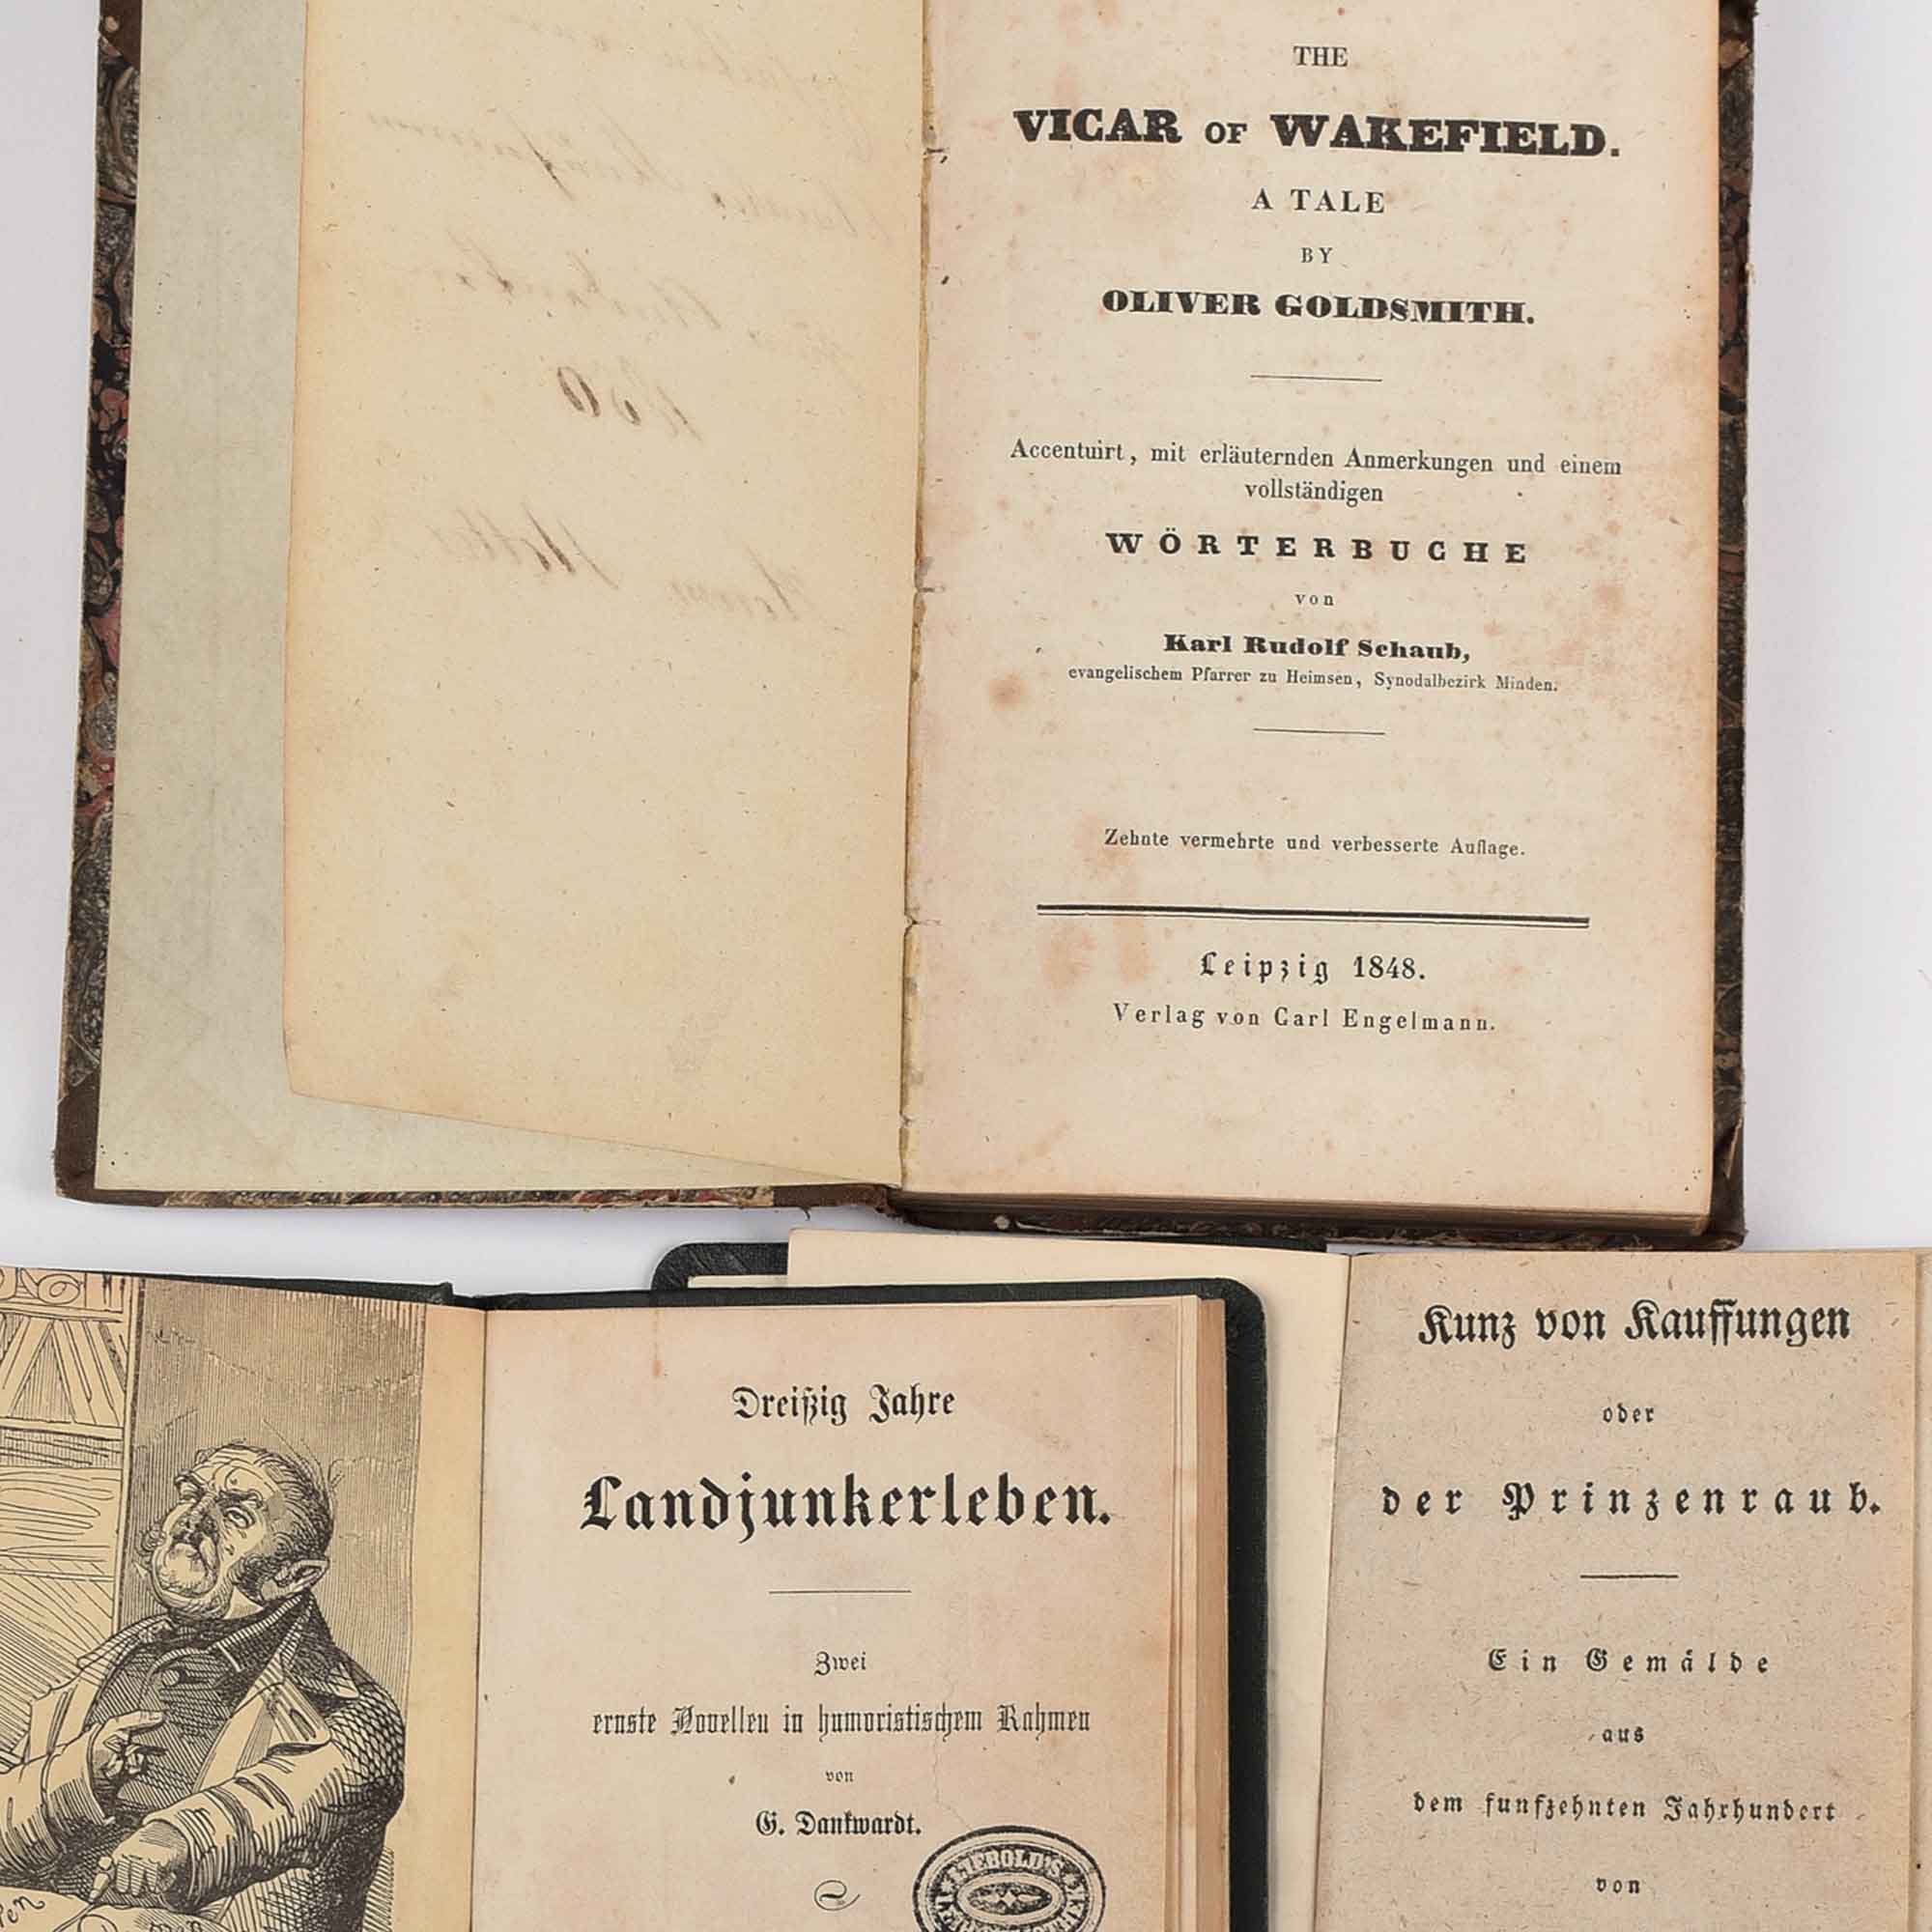 THE
VICAR OF WAKEFIELD.
A TALE
BY
OLIVER GOLDSMITH.
Accentuirt, mit erläuternden Anmerkungen und einem
vollständigen
WÖRTERBUCHE
von
Karl Rudolf Schaub,
evangelischem Pfarrer zu Heimsen, Synodalbezirk Minden.
Zehnte vermehrte und verbesserte Auflage.
Leipzig 1848.
Verlag von Carl Engelmann.
1850
Dreißig Jahre
Landjunkerleben.
Zwei
ernste Novellen in humoristischem Rahmen
von
G. Dankwardt.
Kunz von Kauffungen
oder
der Prinzenraub.
Ein Gemälde
aus
dem funfzehnten Jahrhundert
von